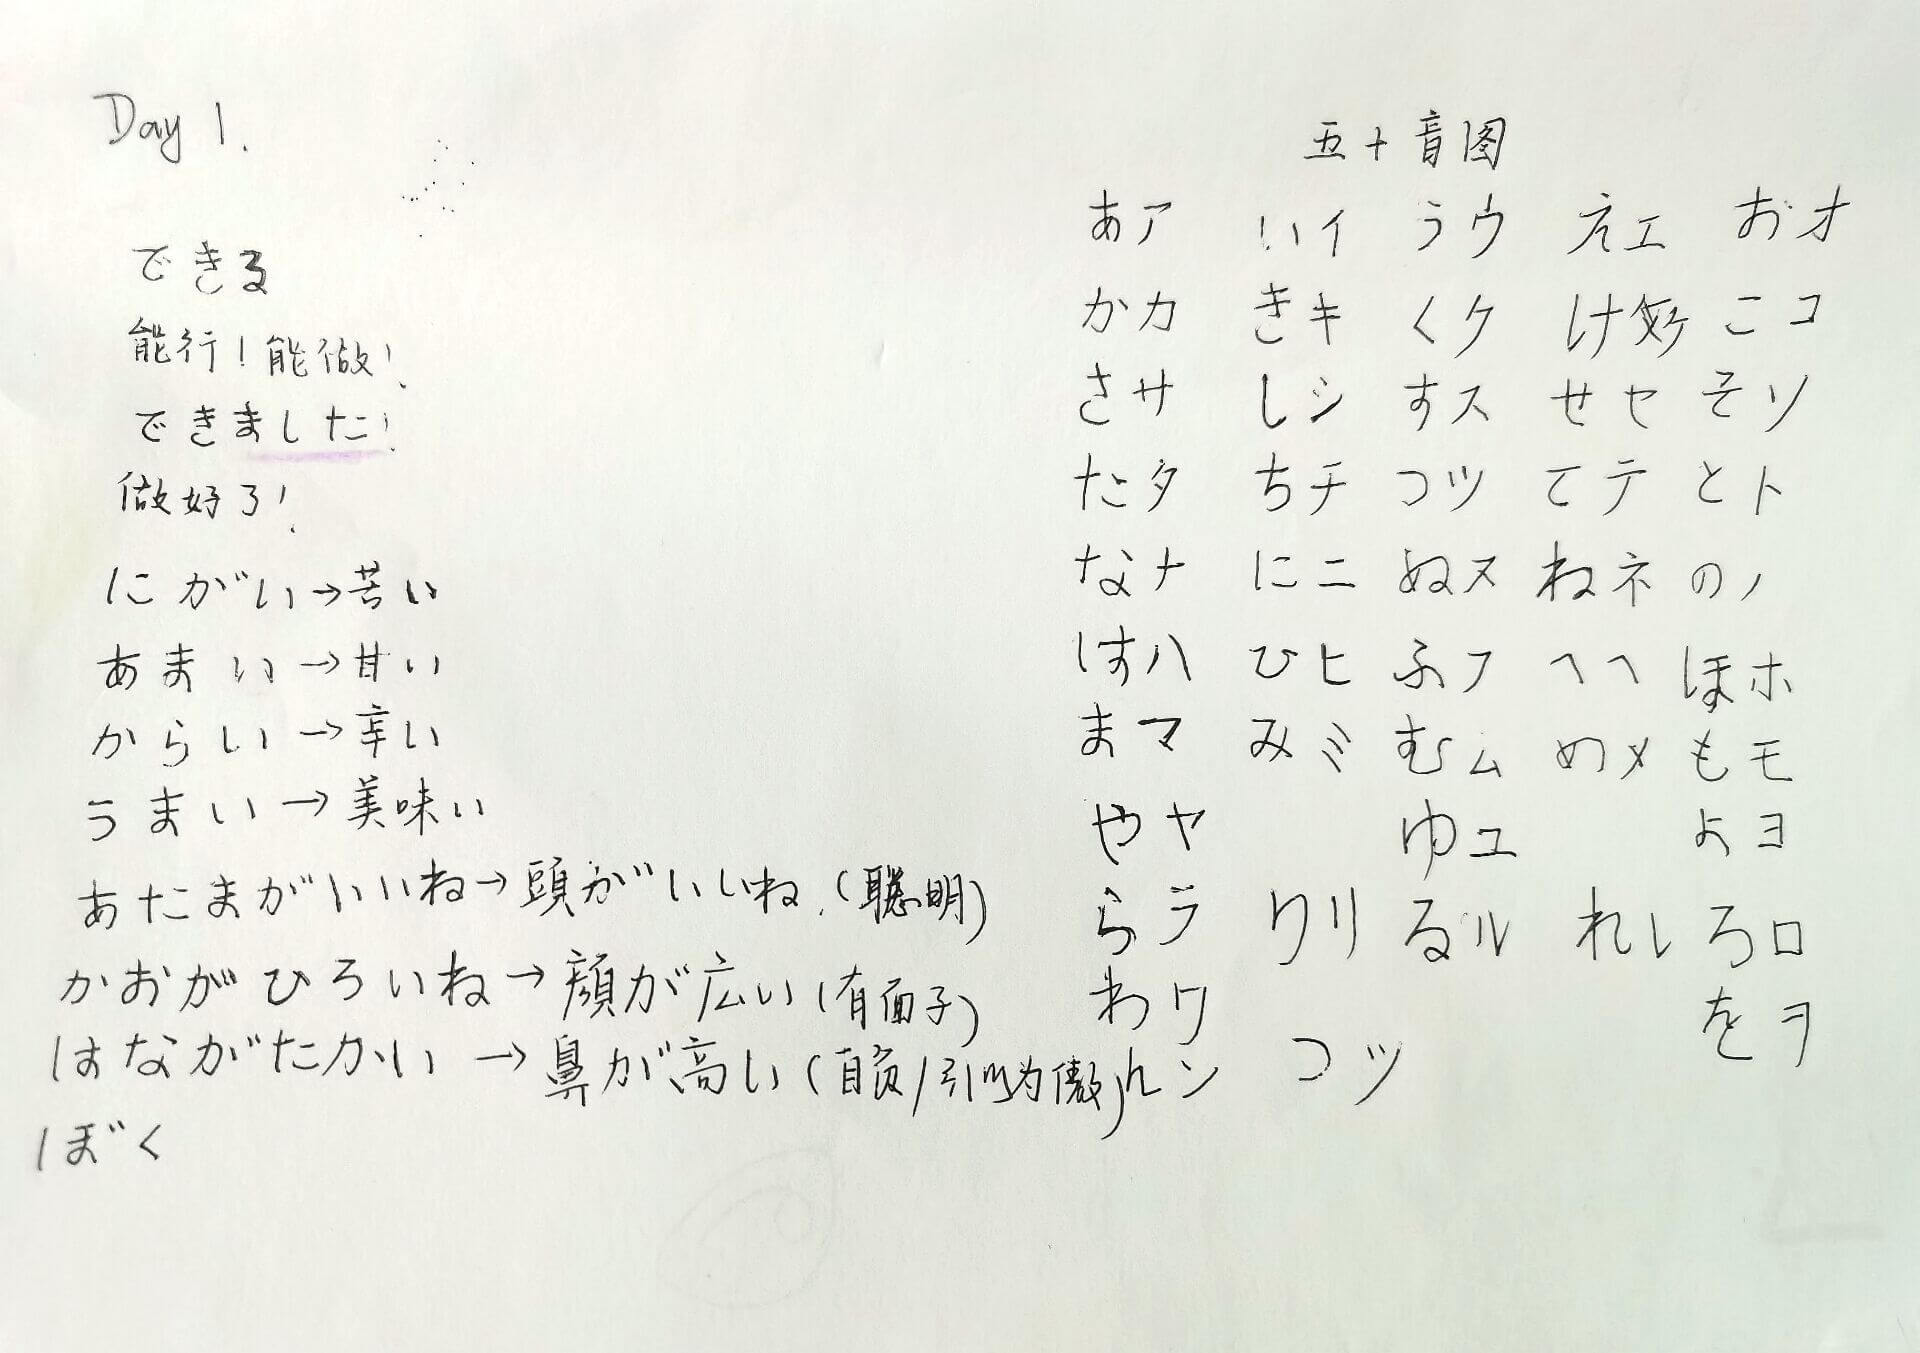 Day 1.
できる
能行!能做!
できました!
做好了!
にがい→苦い
あまい→甘い
からい→辛い
うまい→美味い
あたまがいいね→頭がいいね.(聪明)
かおがひろいね→顔が広い(有面子)
はながたかい→鼻が高い(自负/引以为傲)
ぼく
五十音图
あア いイ うウ えエ おオ
かカ きキ くク けケ こコ
さサ しシ すス せセ そソ
たタ ちチ つツ てテ とト
なナ にニ ぬヌ ねネ のノ
はハ ひヒ ふフ へヘ ほホ
まマ みミ むム めメ もモ
やヤ ゆユ よヨ
らラ りリ るル れレ ろロ
わワ をヲ
んン つツ